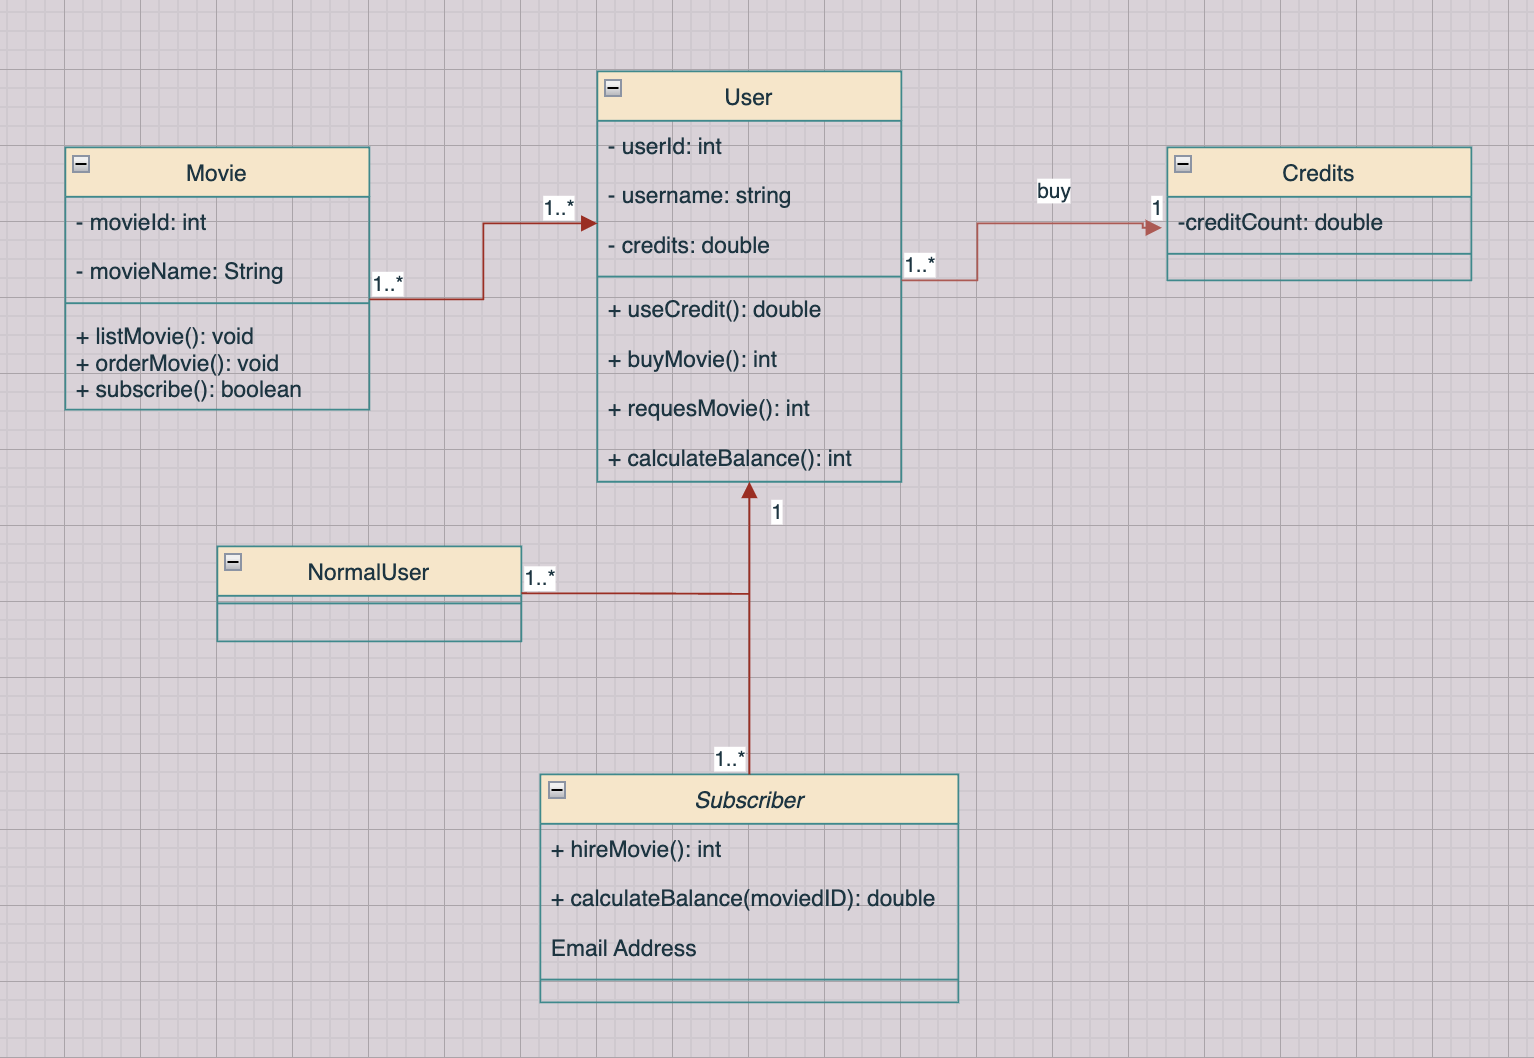 User
- userId: int
- username: string
- credits: double
+ useCredit(): double
+ buyMovie(): int
+ requesMovie(): int
+ calculateBalance(): int
Movie
- movieId: int
- movieName: String
+ listMovie(): void
+ orderMovie(): void
+ subscribe(): boolean
1..*
1..*
1..*
buy
1
Credits
-creditCount: double
1
NormalUser
1..*
1..*
Subscriber
+ hireMovie(): int
+ calculateBalance(moviedID): double
Email Address